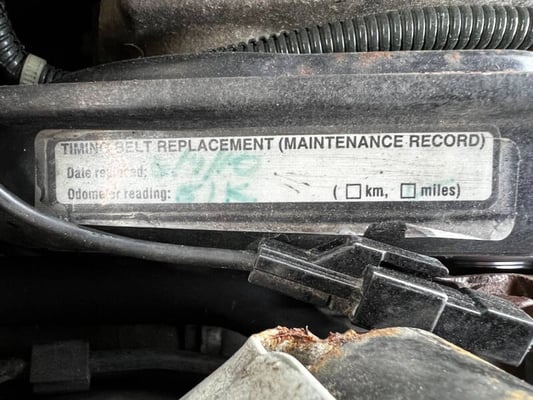 TIMING BELT REPLACEMENT (MAINTENANCE RECORD)
Date replaced:
Odometer reading: ( □ km, □ miles)